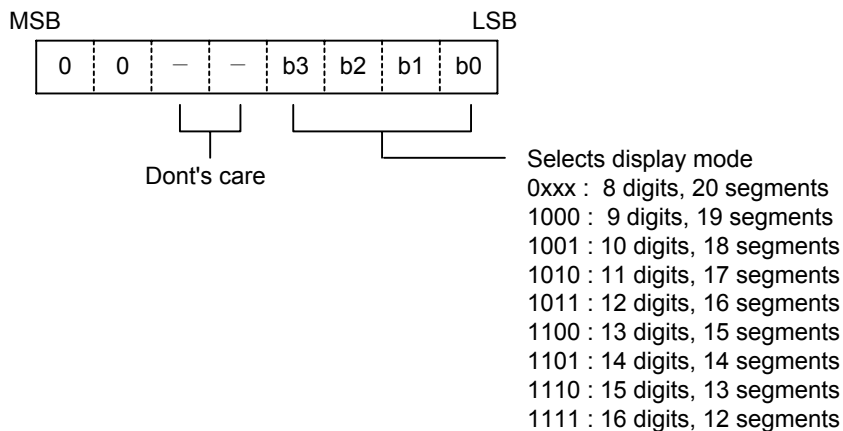 MSB LSB
0 0 – – b3 b2 b1 b0
Dont's care
Selects display mode
0xxx : 8 digits, 20 segments
1000 : 9 digits, 19 segments
1001 : 10 digits, 18 segments
1010 : 11 digits, 17 segments
1011 : 12 digits, 16 segments
1100 : 13 digits, 15 segments
1101 : 14 digits, 14 segments
1110 : 15 digits, 13 segments
1111 : 16 digits, 12 segments